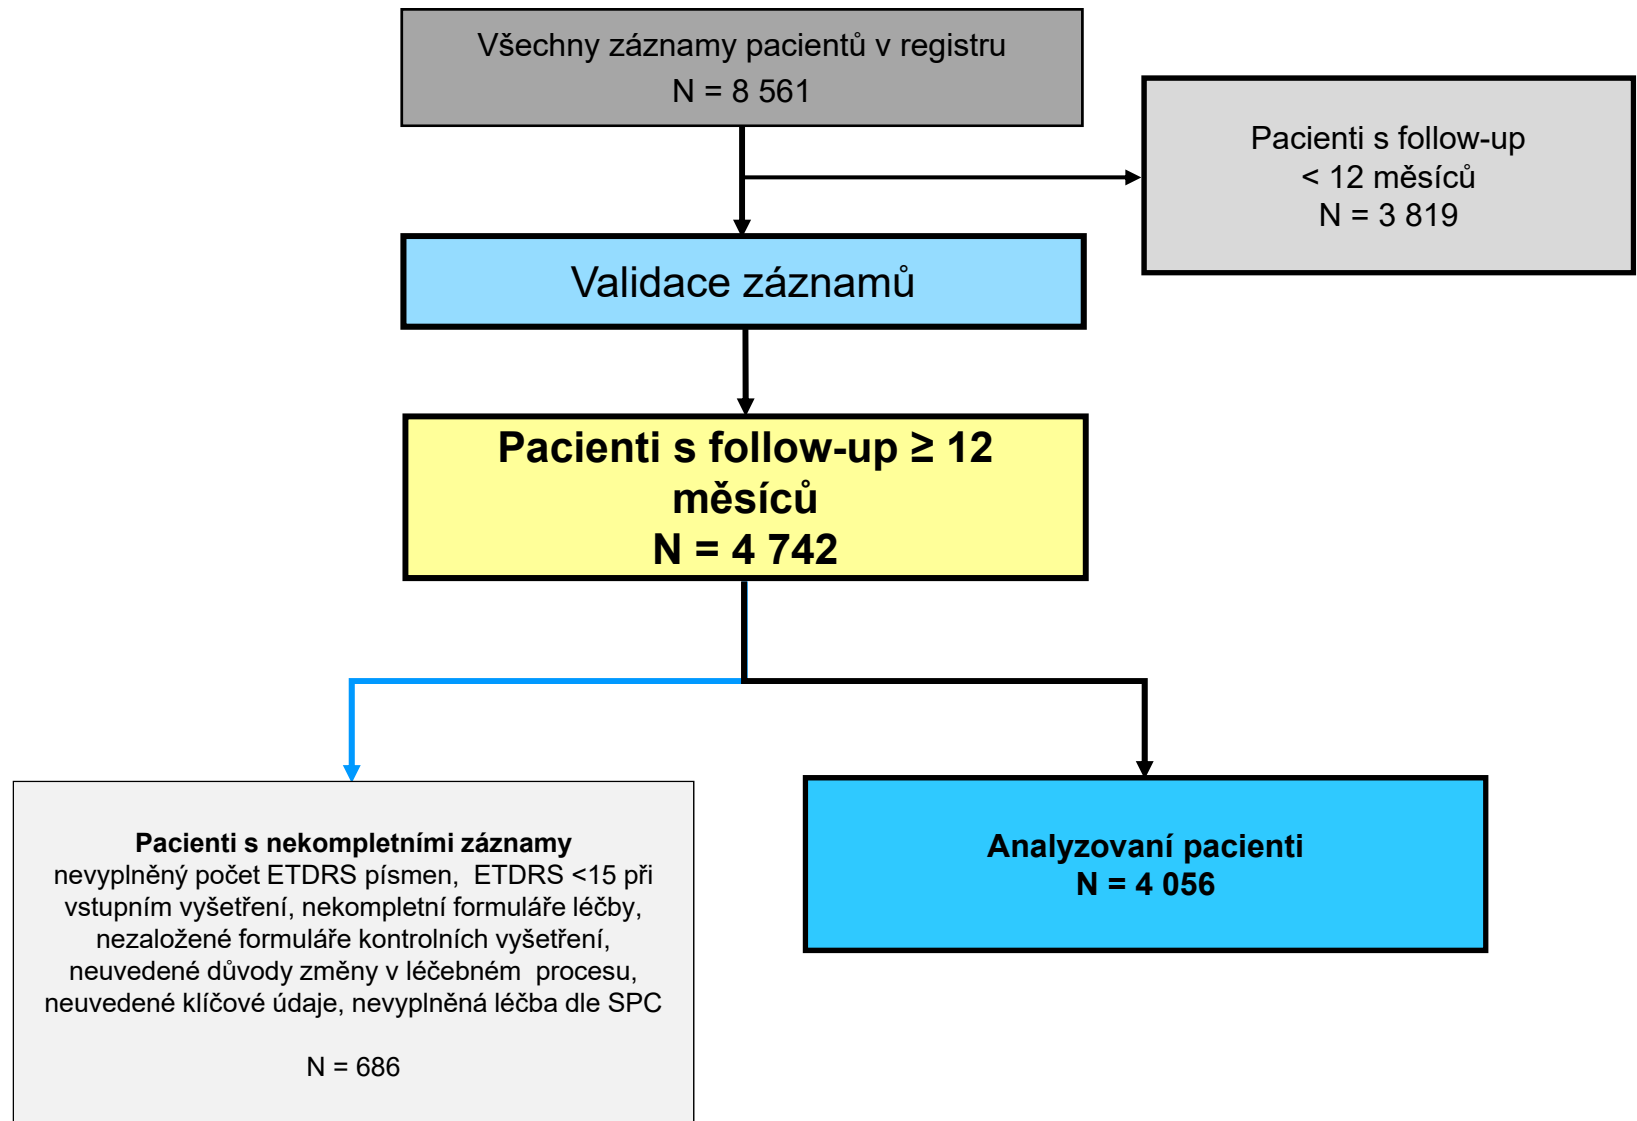 Všechny záznamy pacientů v registru
N = 8 561
Pacienti s follow-up
< 12 měsíců
N = 3 819
Validace záznamů
Pacienti s follow-up ≥ 12
měsíců
N = 4 742
Pacienti s nekompletními záznamy
nevyplněný počet ETDRS písmen, ETDRS <15 při
vstupním vyšetření, nekompletní formuláře léčby,
nezaložené formuláře kontrolních vyšetření,
neuvedené důvody změny v léčebném procesu,
neuvedené klíčové údaje, nevyplněná léčba dle SPC
N = 686
Analyzovaní pacienti
N = 4 056